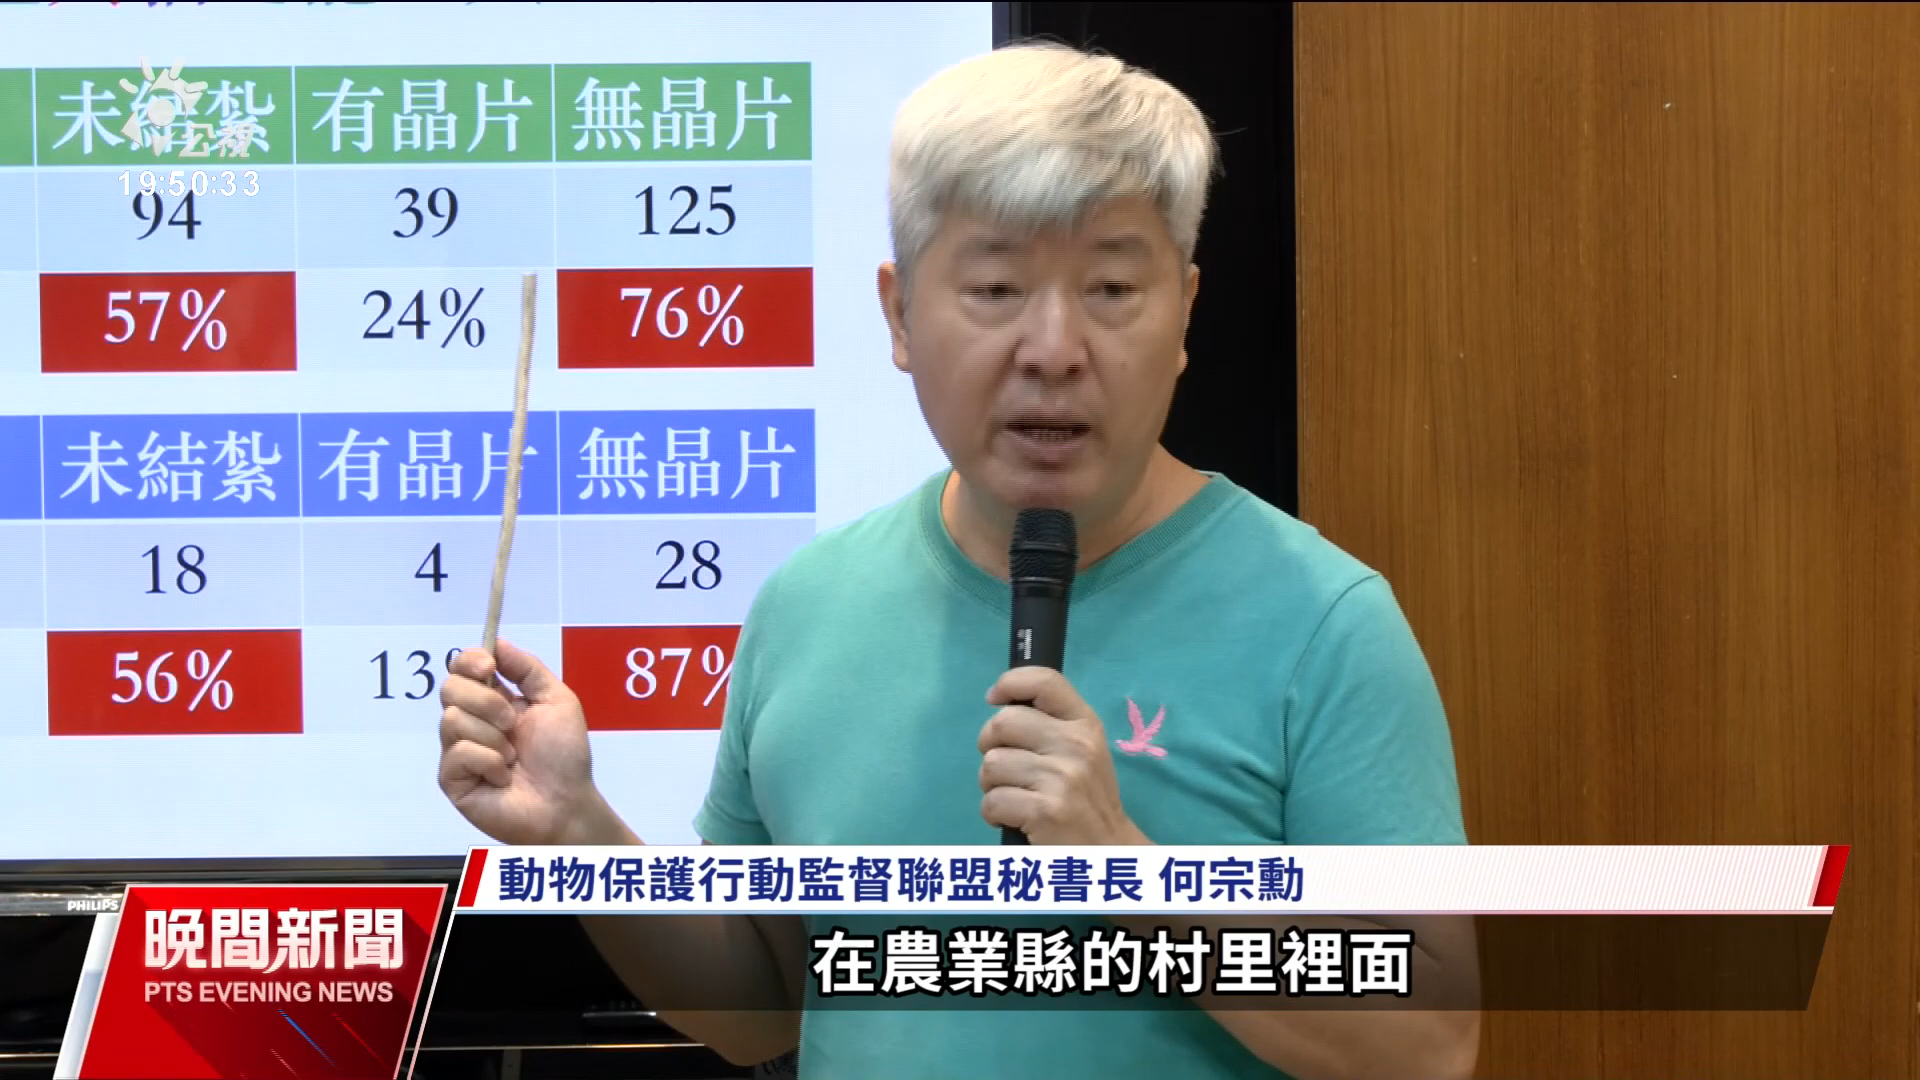 未結紮 有晶片 無晶片
公視
19:50:33
94 39 125
57% 24% 76%
未結紮 有晶片 無晶片
18 4 28
56% 13% 87%
動物保護行動監督聯盟秘書長 何宗勳
PHILIPS
晚間新聞
PTS EVENING NEWS
在農業縣的村里裡面